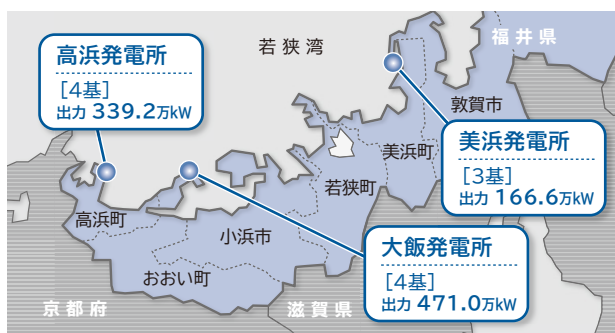 高浜発電所
[4基]
出力 339.2万kW
若狭湾
福井県
敦賀市
美浜発電所
[3基]
出力 166.6万kW
美浜町
若狭町
高浜町
小浜市
おおい町
大飯発電所
[4基]
出力 471.0万kW
京都府
滋賀県